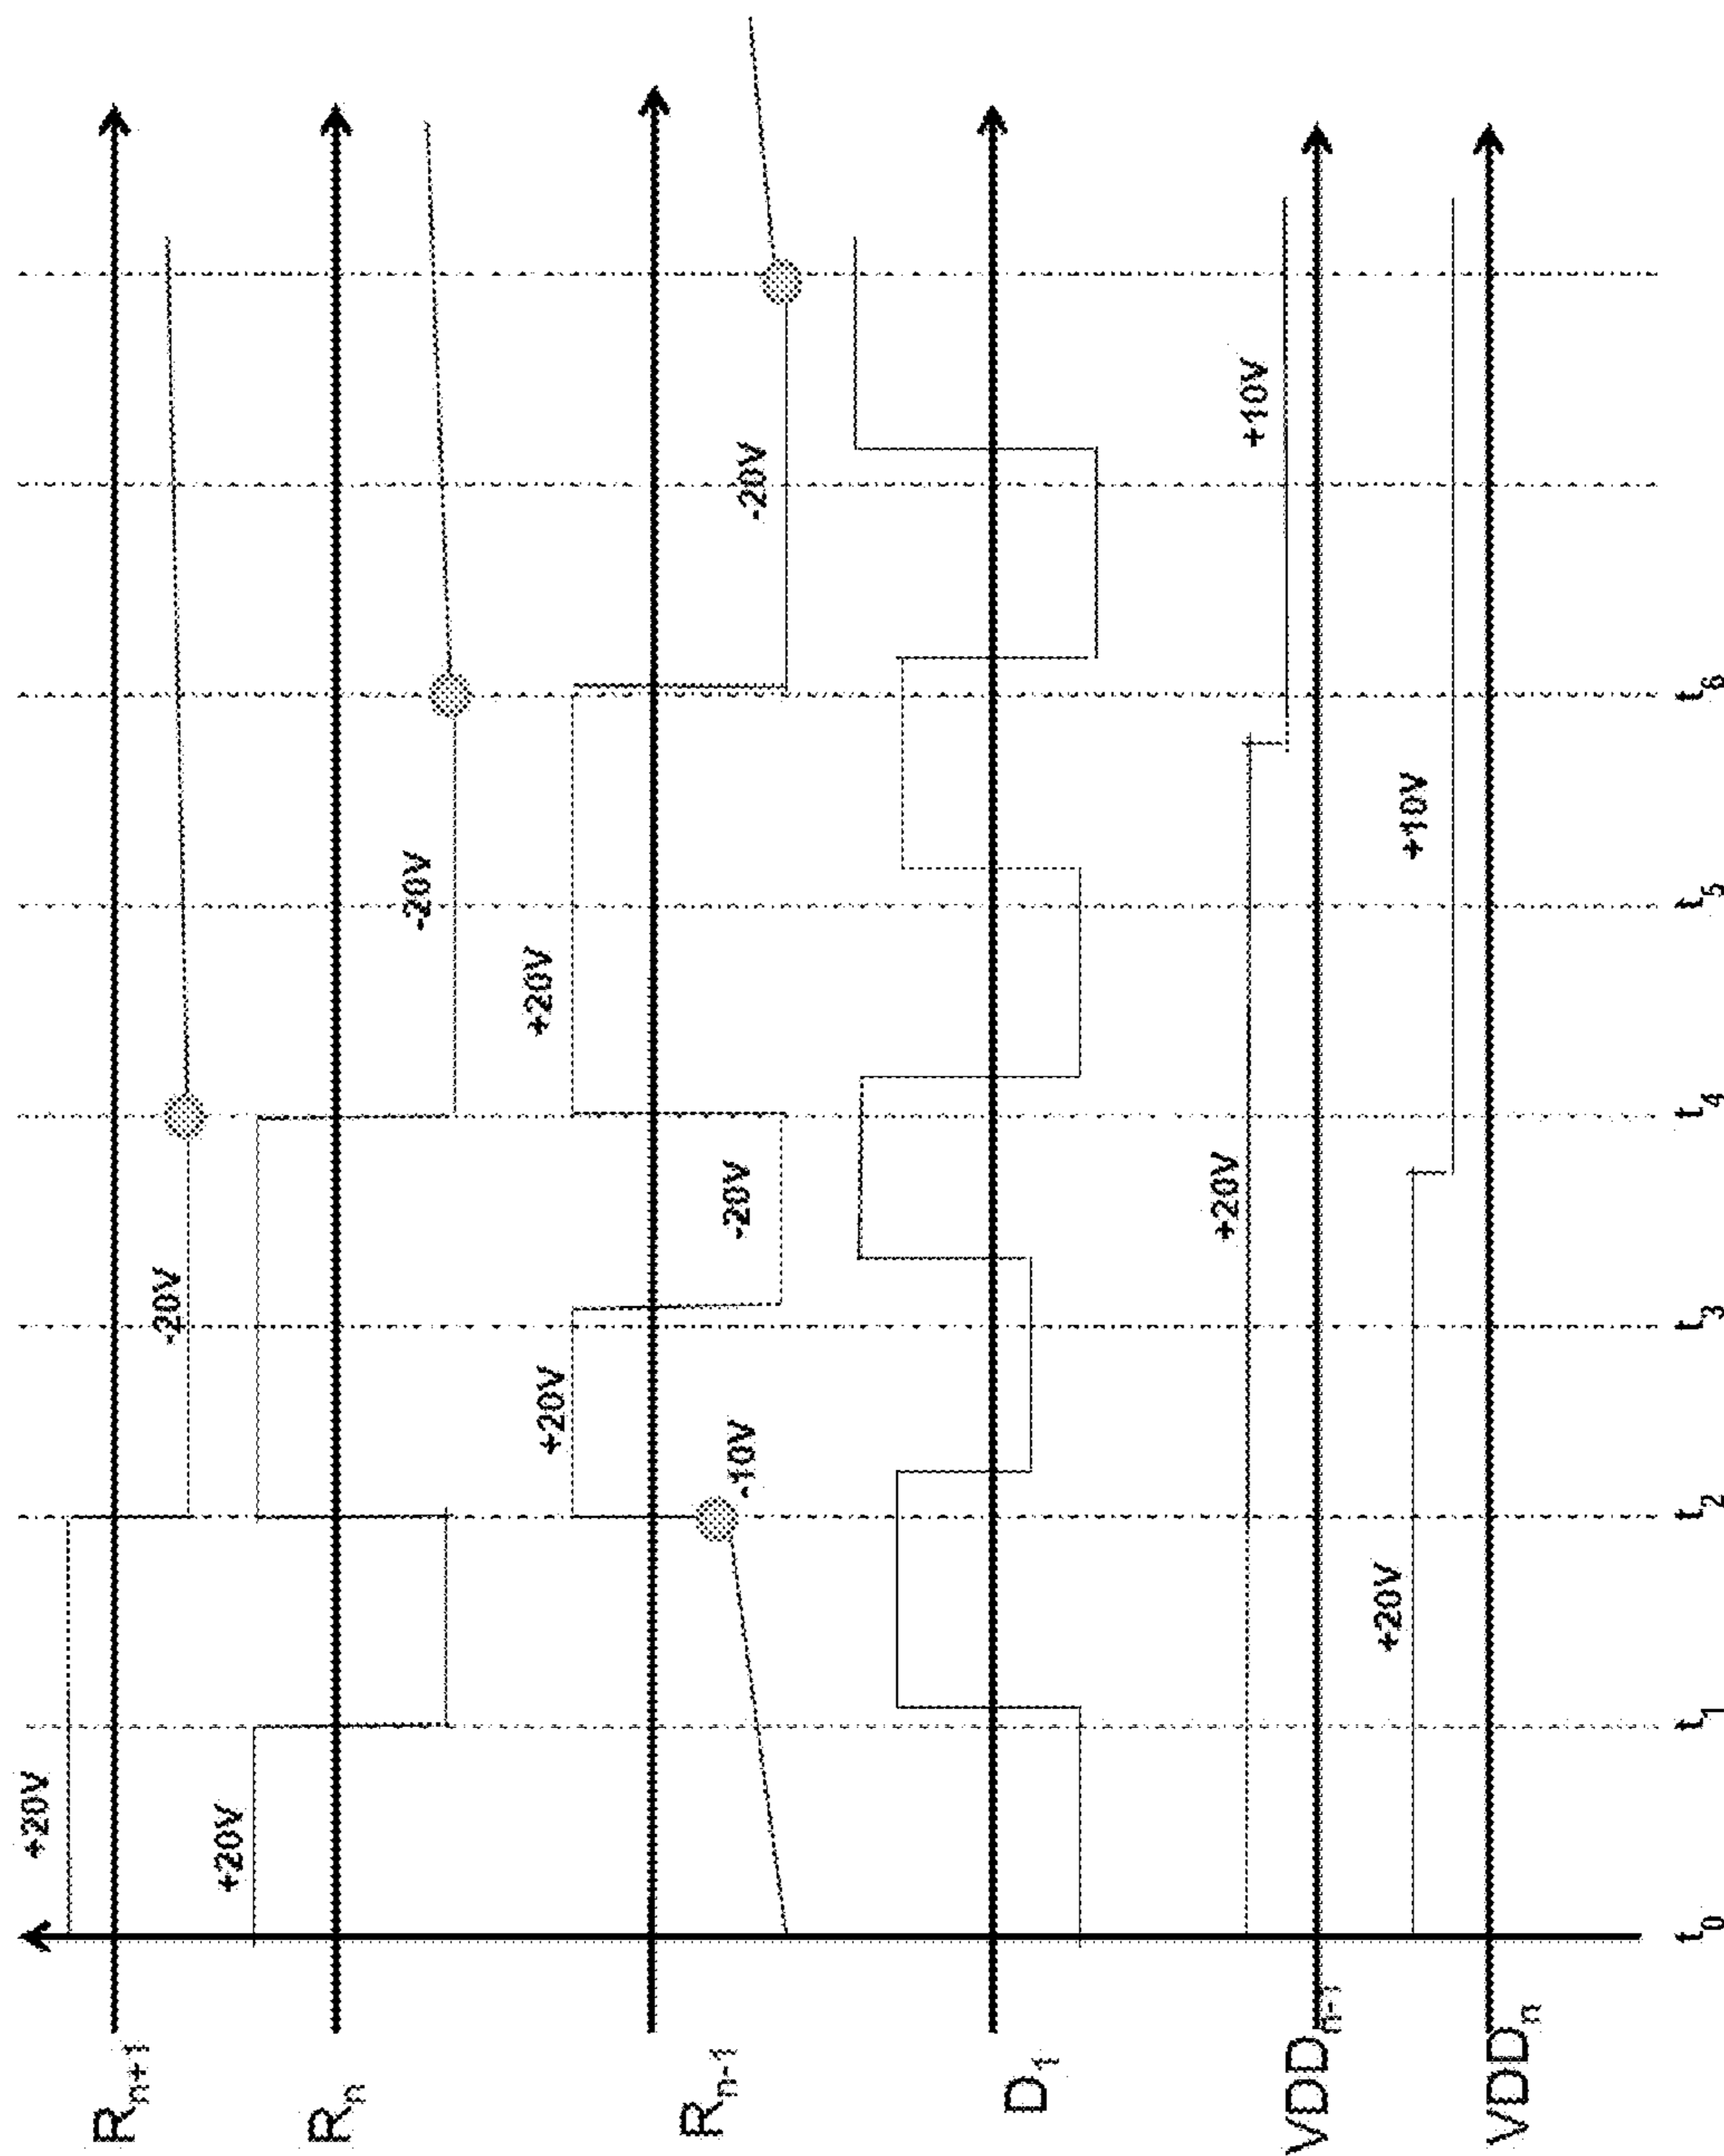 R_{n+1} +20V -20V
R_n +20V -20V
R_{n-1} +20V +20V
-10V -20V -20V
D_1
VDD_{n-1} +20V +10V
VDD_n +20V +10V
t_0 t_1 t_2 t_3 t_4 t_5 t_6